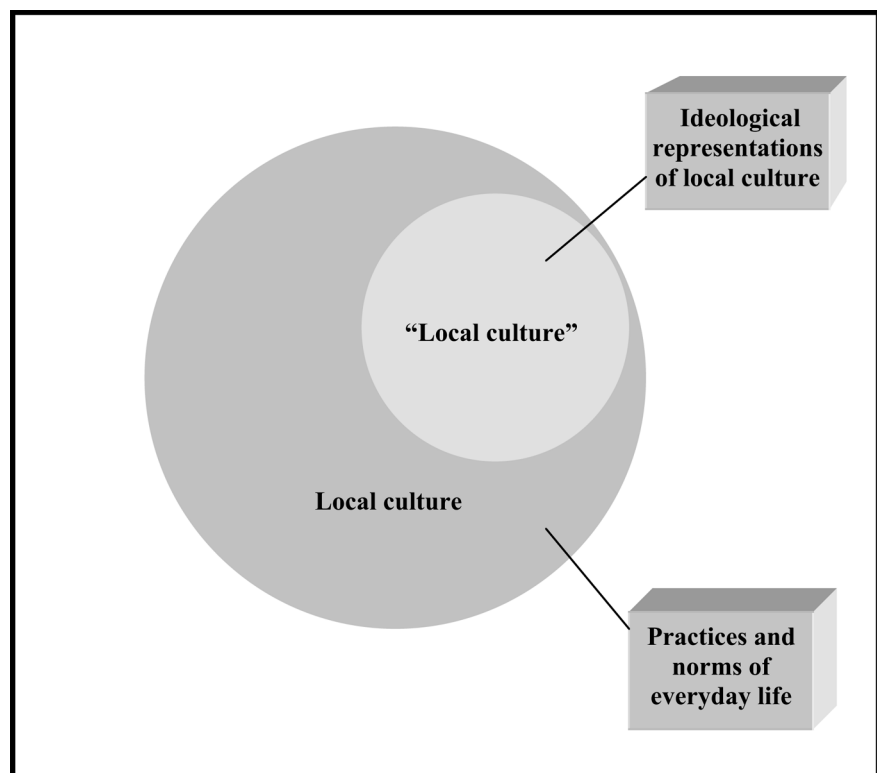 Ideological
representations
of local culture
“Local culture”
Local culture
Practices and
norms of
everyday life